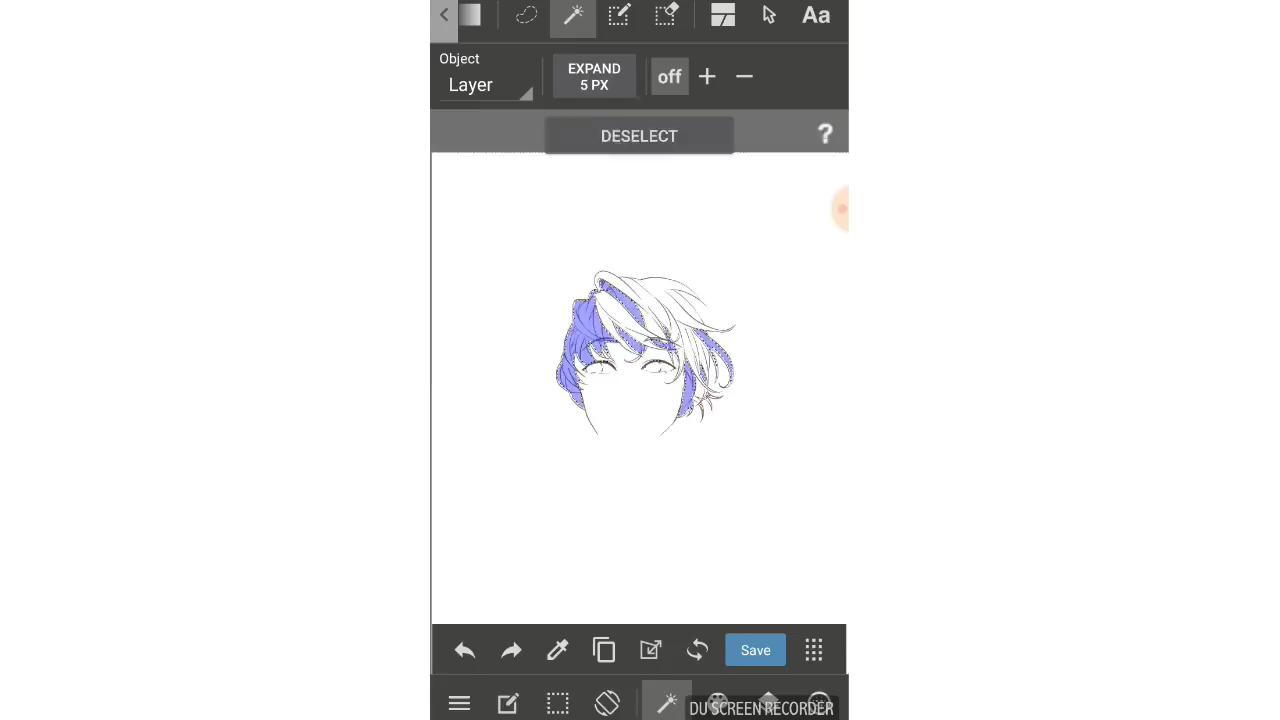 Aa
Object
Layer
EXPAND
5 PX
off
DESELECT
?
Save
DU SCREEN RECORDER